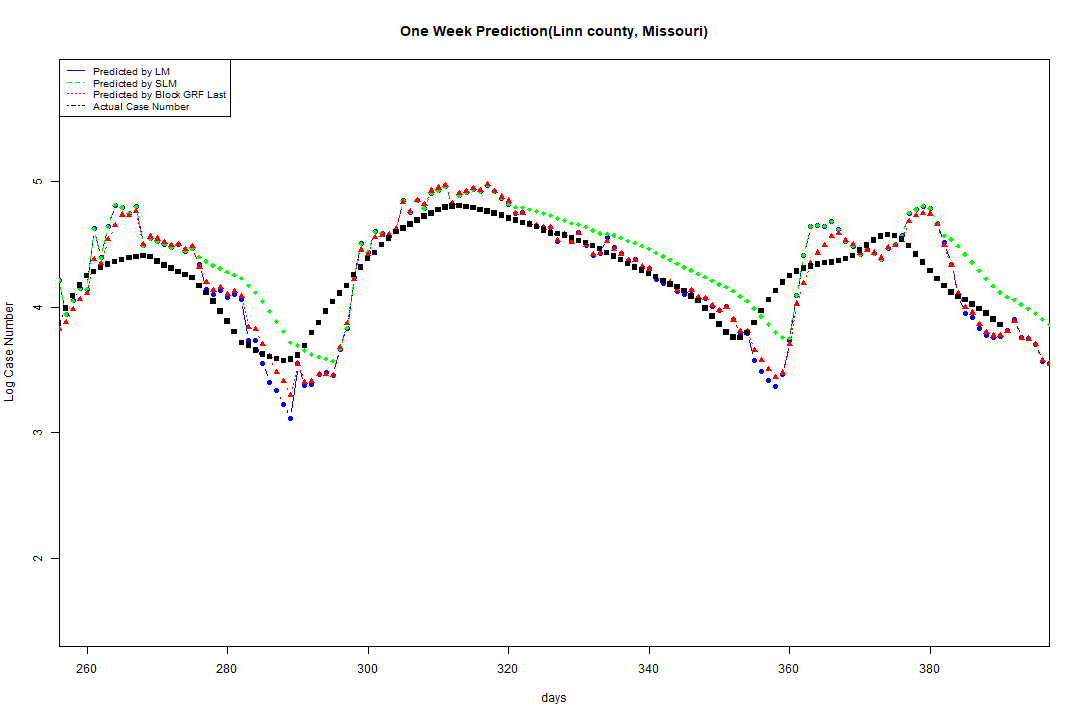 One Week Prediction(Linn county, Missouri)
Predicted by LM
Predicted by SLM
Predicted by Block GRF Last
Actual Case Number
5
4
3
2
Log Case Number
260 280 300 320 340 360 380
days